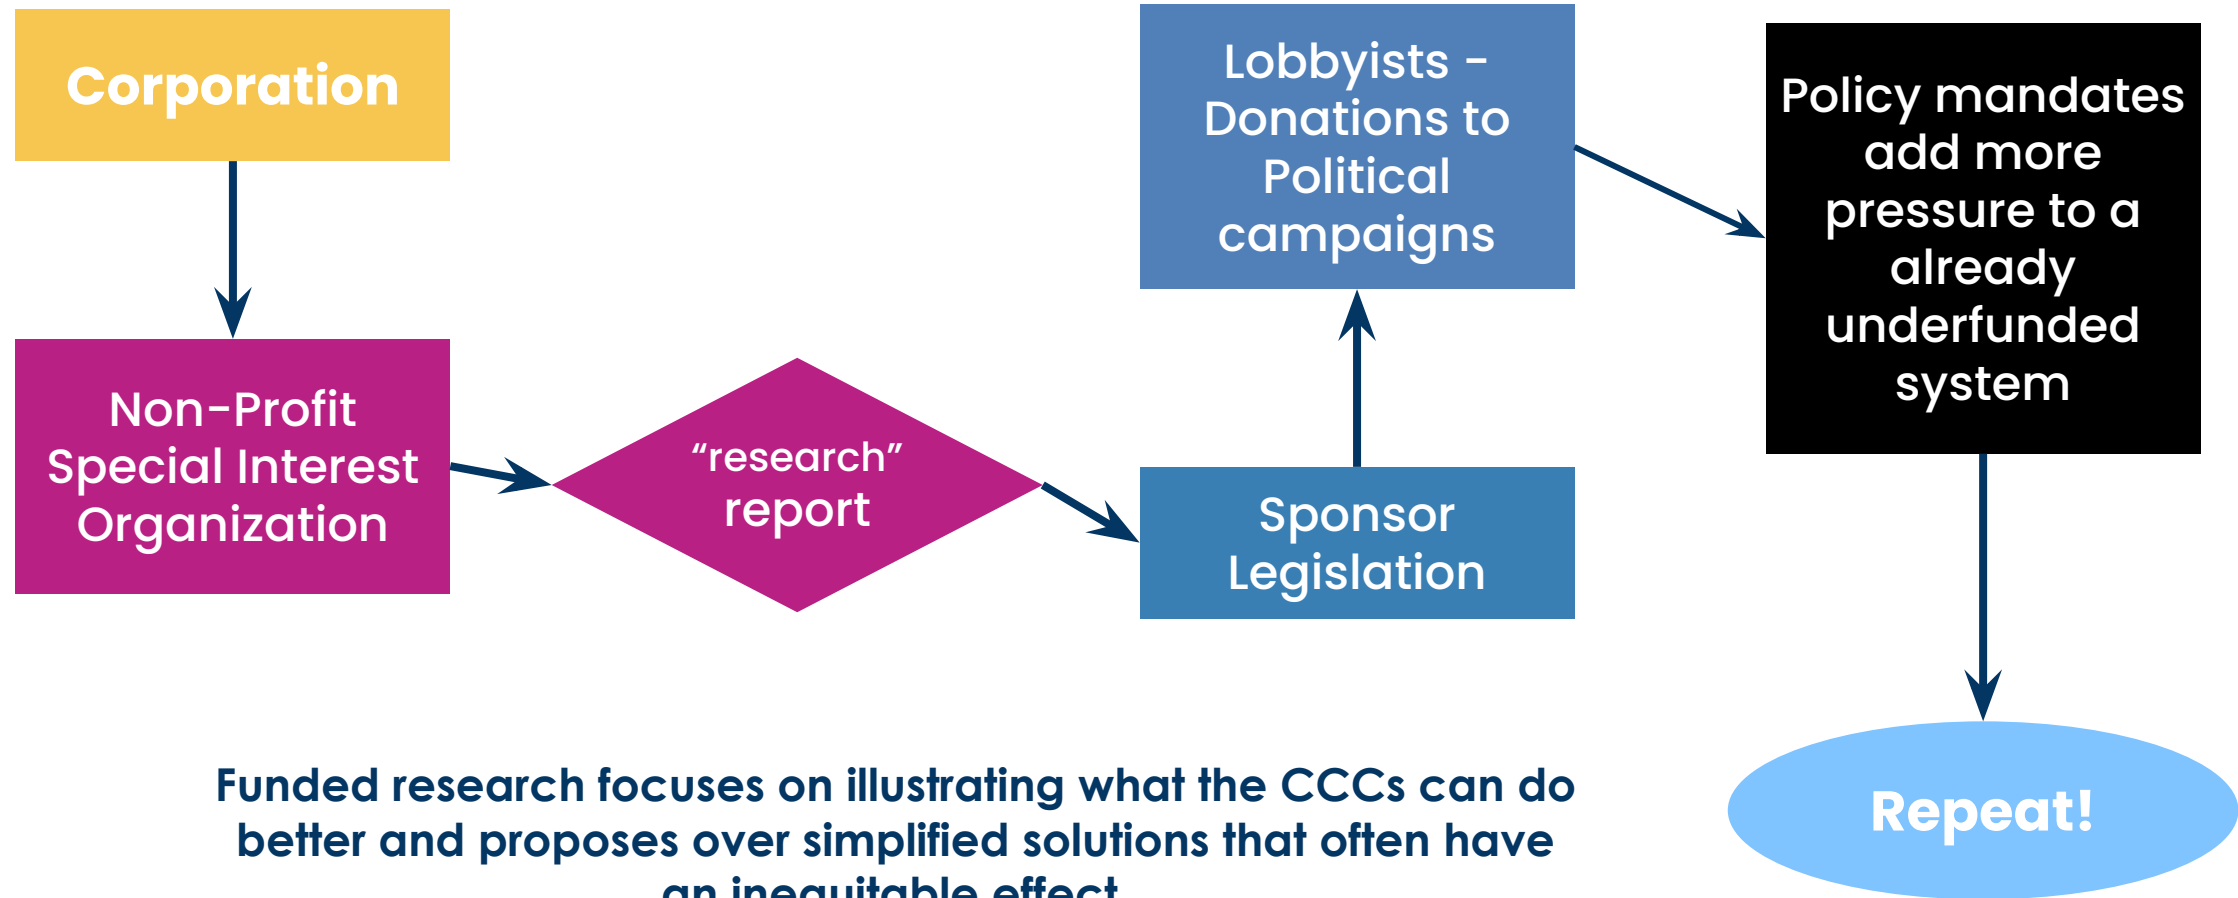 Corporation
Non-Profit
Special Interest
Organization
“research”
report
Sponsor
Legislation
Lobbyists -
Donations to
Political
campaigns
Policy mandates
add more
pressure to a
already
underfunded
system
Repeat!
Funded research focuses on illustrating what the CCCs can do
better and proposes over simplified solutions that often have
an inequitable effect